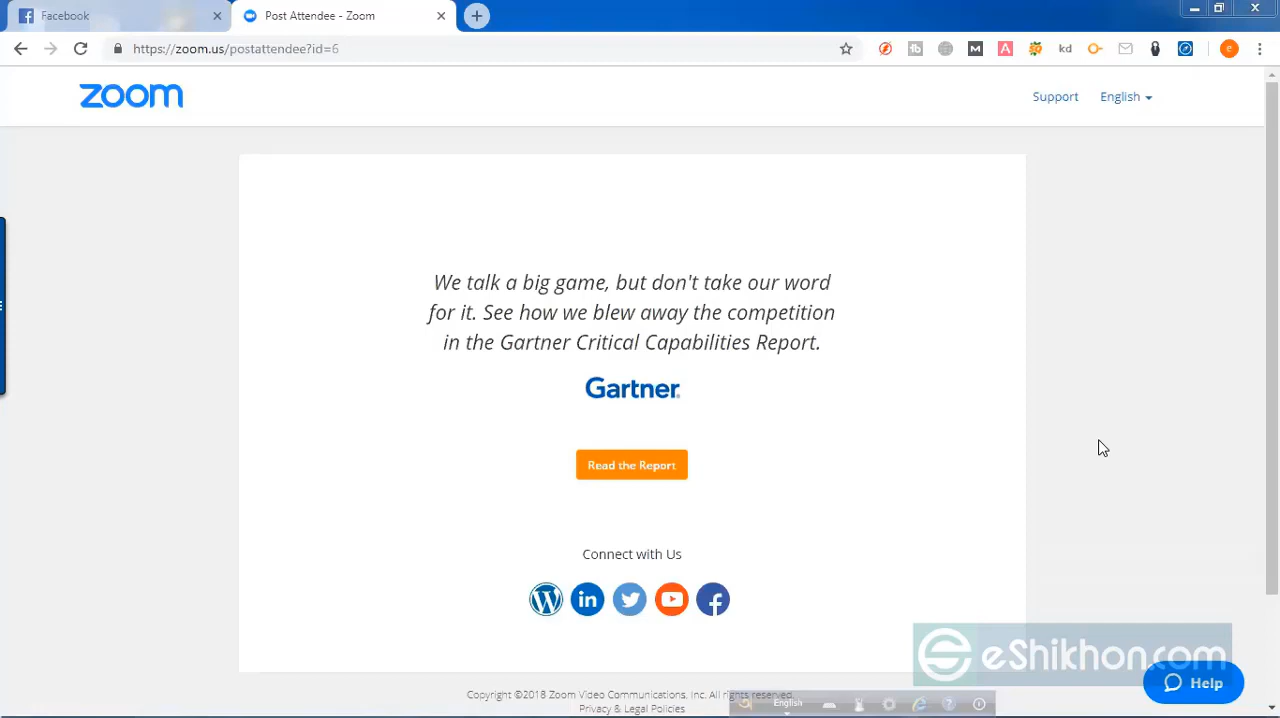 Facebook
Post Attendee - Zoom
https://zoom.us/postattendee?id=6
M
A
kd
e
zoom
Support
English
We talk a big game, but don't take our word
for it. See how we blew away the competition
in the Gartner Critical Capabilities Report.
Gartner.
Read the Report
Connect with Us
eShikhon.com
Help
Copyright ©2018 Zoom Video Communications, Inc. All rights reserved.
Privacy & Legal Policies
English